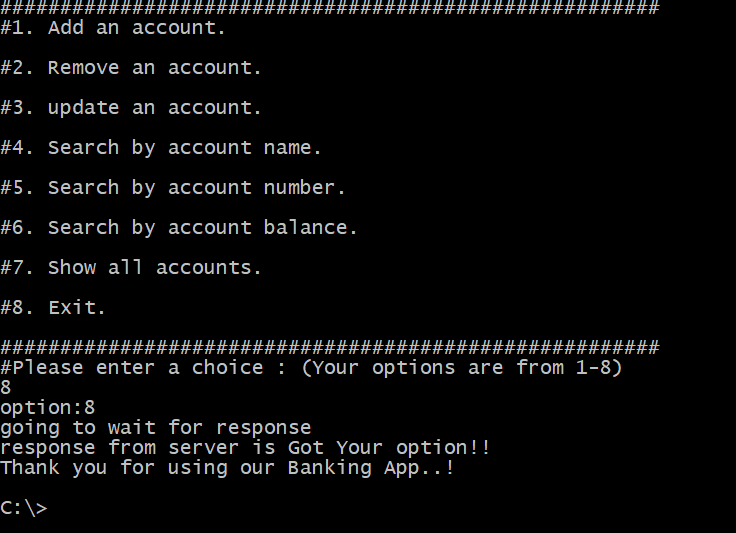 #######################################################
#1. Add an account.
#2. Remove an account.
#3. update an account.
#4. Search by account name.
#5. Search by account number.
#6. Search by account balance.
#7. Show all accounts.
#8. Exit.
#######################################################
#Please enter a choice : (Your options are from 1-8)
8
option:8
going to wait for response
response from server is Got Your option!!
Thank you for using our Banking App..!
C:\>